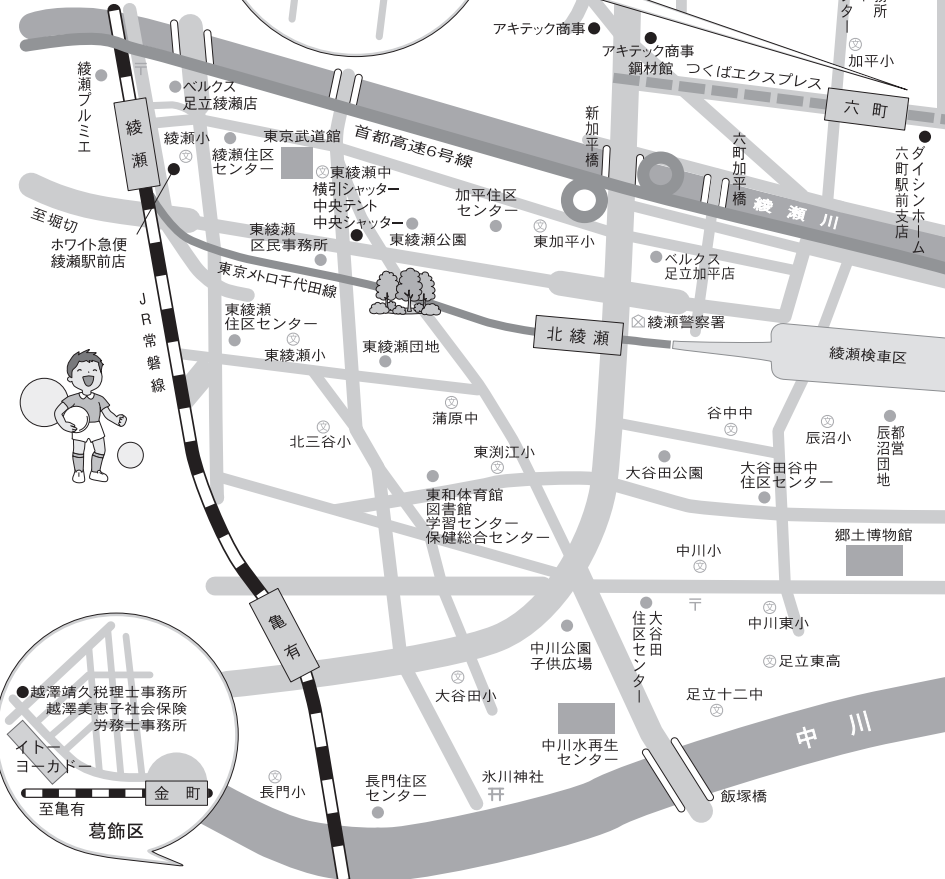 アキテック商事
アキテック商事
鋼材館
つくばエクスプレス
ター
務所
加平小
六町
綾瀬プルミエ
ベルクス
足立綾瀬店
綾瀬
綾瀬小
綾瀬住区
センター
東京武道館
首都高速6号線
新加平橋
六町加平橋
ダイシンホーム
六町駅前支店
東綾瀬中
横引シャッター
中央テント
中央シャッター
加平住区
センター
綾瀬川
至堀切
ホワイト急便
綾瀬駅前店
東綾瀬
区民事務所
東綾瀬公園
東加平小
ベルクス
足立加平店
東京メトロ千代田線
JR常磐線
東綾瀬
住区センター
東綾瀬小
東綾瀬団地
北綾瀬
綾瀬警察署
綾瀬検車区
蒲原中
北三谷小
東渕江小
谷中中
辰沼小
都営
辰沼団地
大谷田公園
大谷田谷中
住区センター
東和体育館
図書館
学習センター
保健総合センター
郷土博物館
中川小
亀有
大谷田
住区センター
中川東小
中川公園
子供広場
足立東高
大谷田小
足立十二中
中川
中川水再生
センター
越澤靖久税理士事務所
越澤美恵子社会保険
労務士事務所
イトー
ヨーカドー
金町
至亀有
葛飾区
長門小
長門住区
センター
氷川神社
飯塚橋